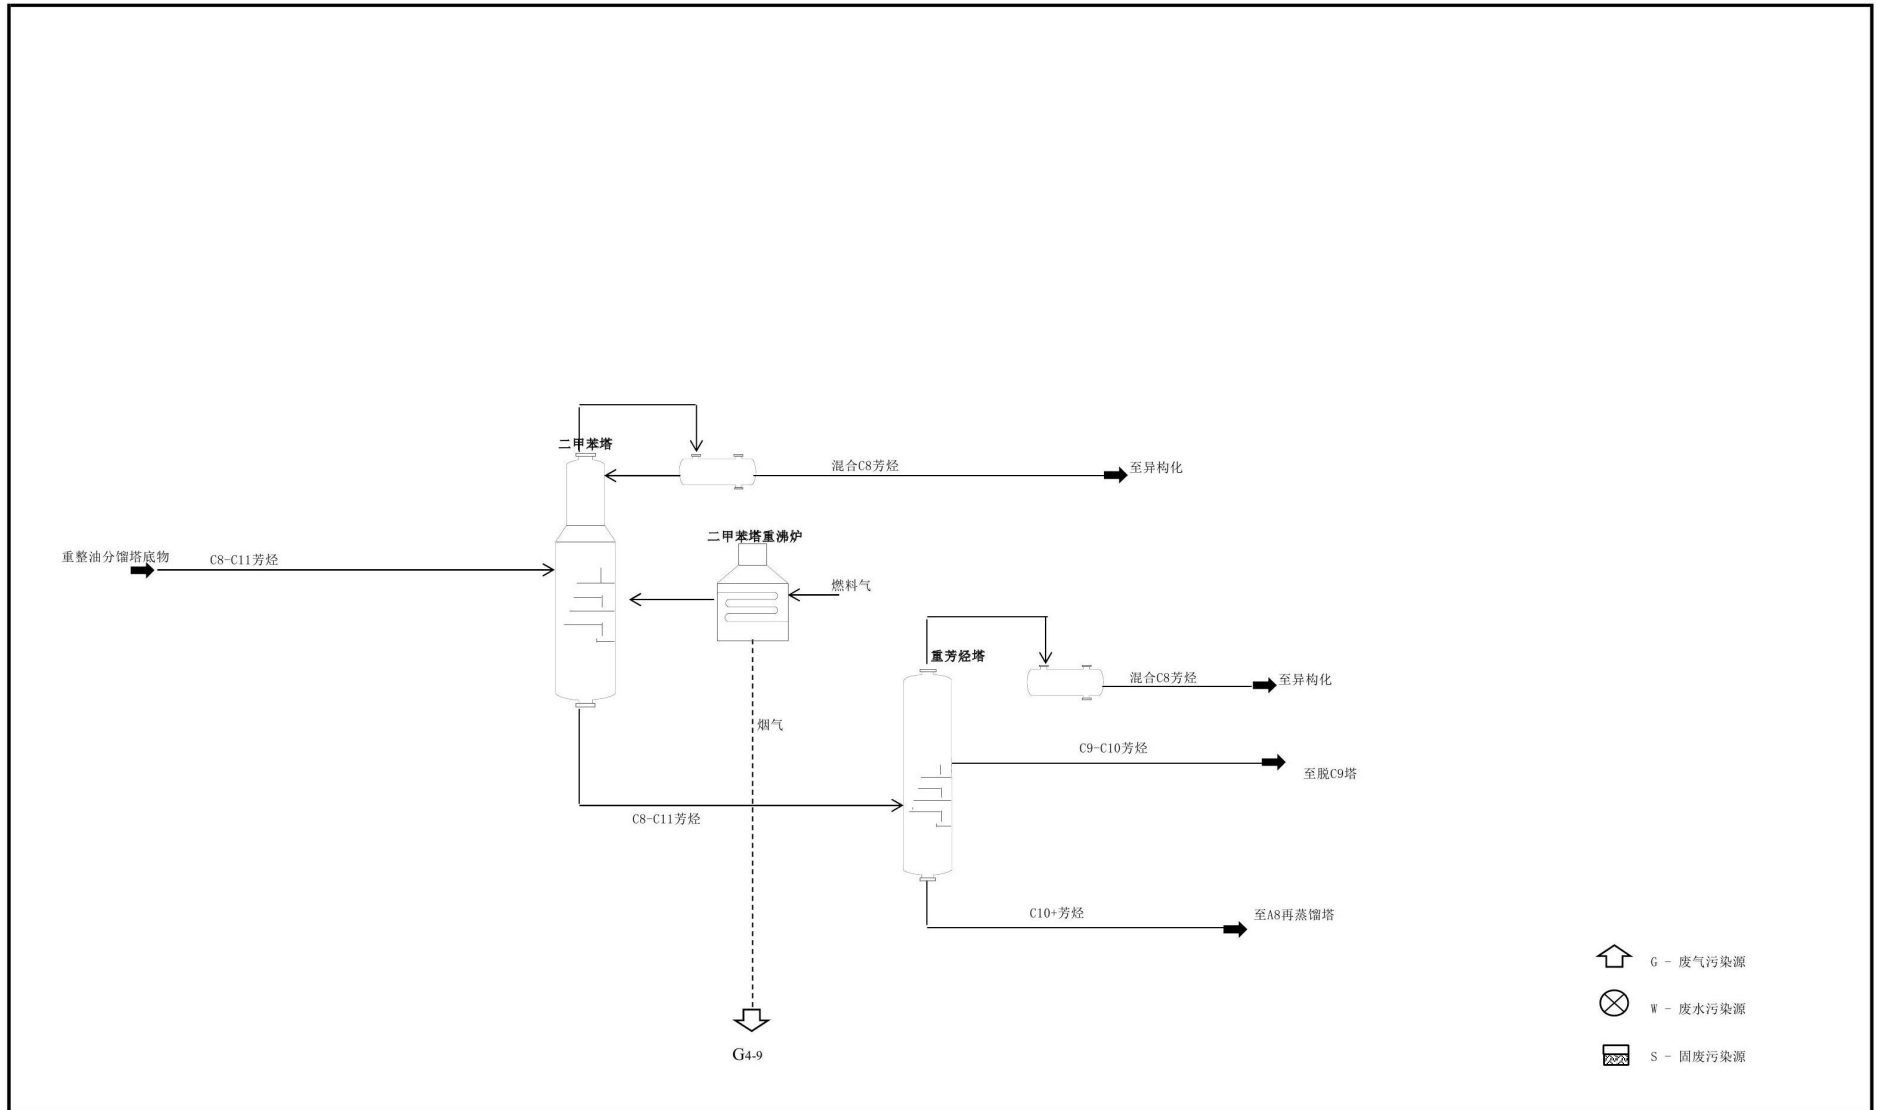 二甲苯塔
混合C8芳烃
至异构化
二甲苯塔重沸炉
重整油分馏塔底物
C8-C11芳烃
燃料气
重芳烃塔
混合C8芳烃
至异构化
烟气
C9-C10芳烃
至脱C9塔
C8-C11芳烃
C10+芳烃
至A8再蒸馏塔
G - 废气污染源
W - 废水污染源
G4-9
S - 固废污染源